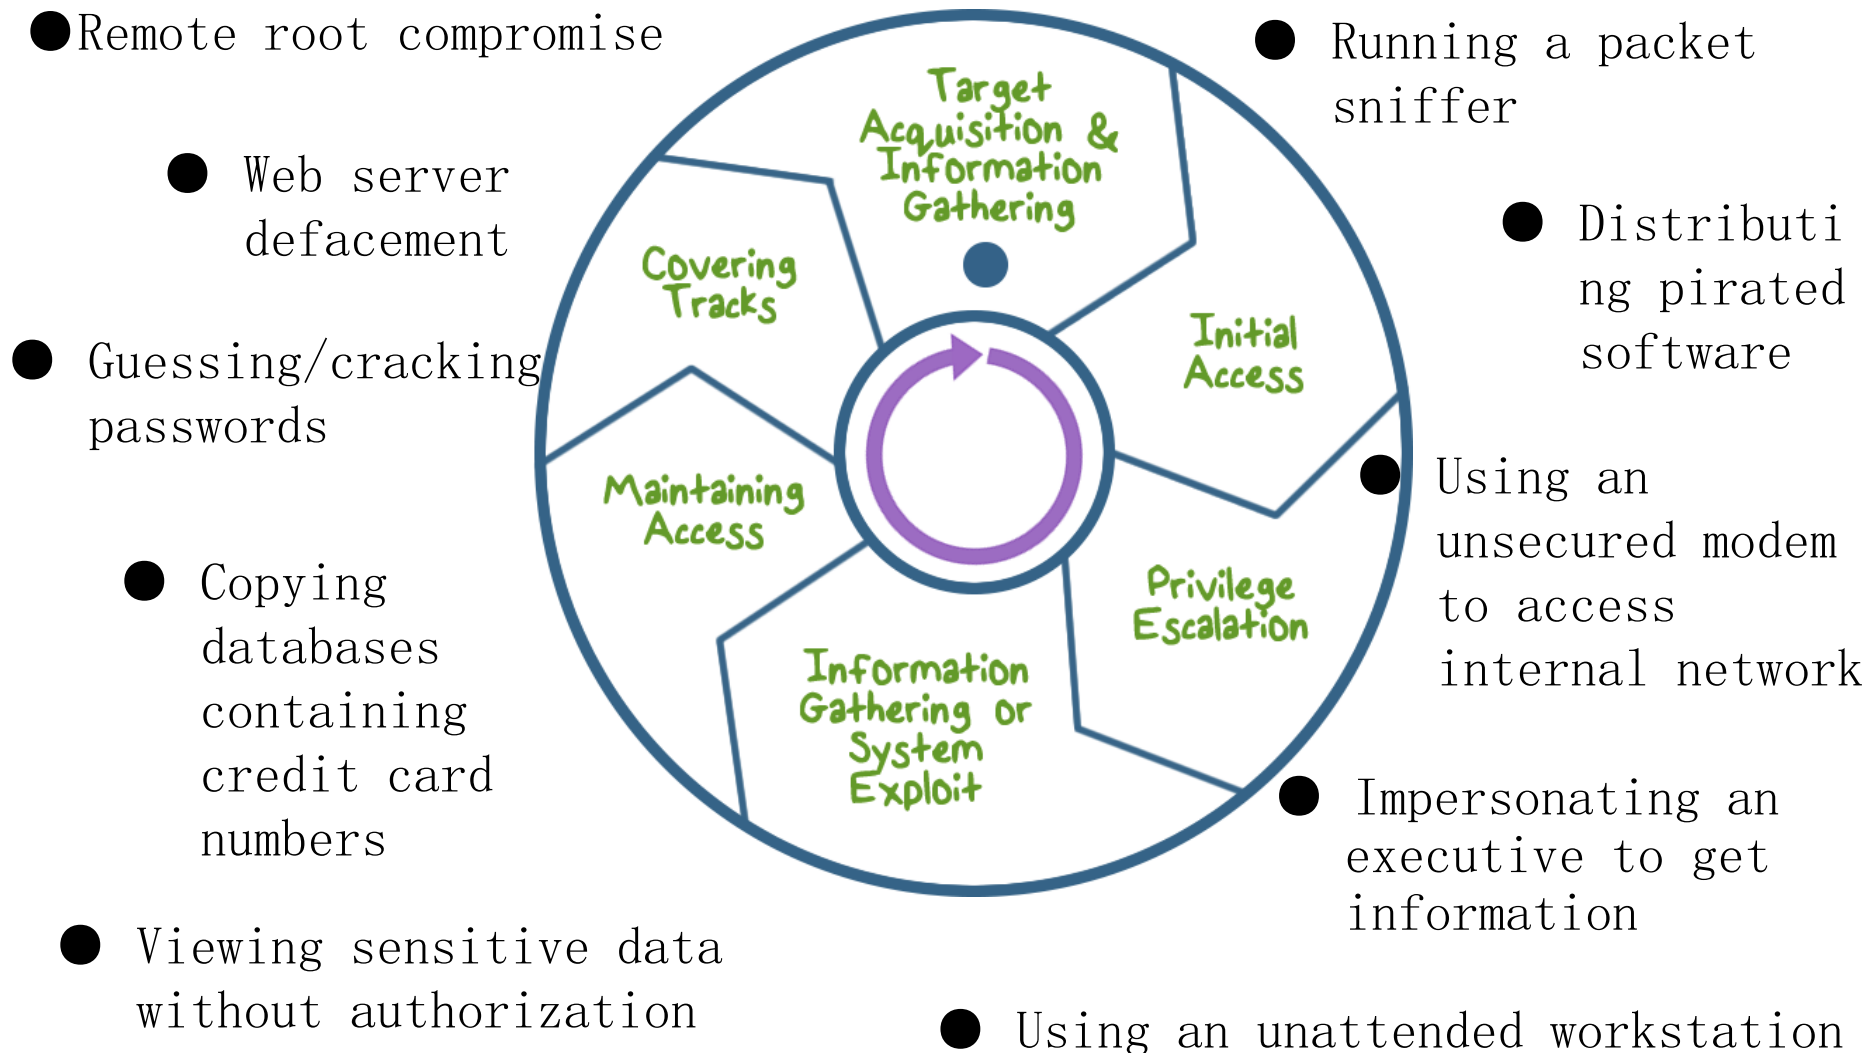 Remote root compromise
Web server
defacement
Guessing/cracking
passwords
Copying
databases
containing
credit card
numbers
Viewing sensitive data
without authorization
Target
Acquisition &
Information
Gathering
Initial
Access
Privilege
Escalation
Information
Gathering or
System
Exploit
Maintaining
Access
Covering
Tracks
Running a packet
sniffer
Distributi
ng pirated
software
Using an
unsecured modem
to access
internal network
Impersonating an
executive to get
information
Using an unattended workstation